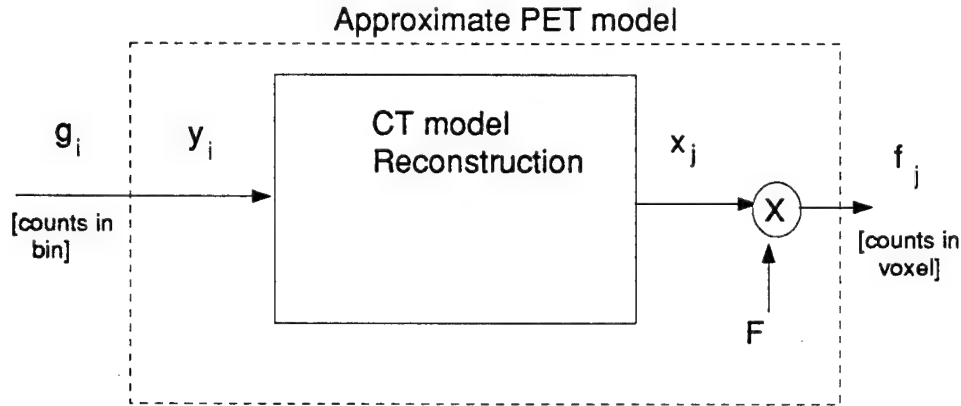 Approximate PET model
g i
y i
CT model
Reconstruction
x j
f j
[counts in
bin]
X
[counts in
voxel]
F